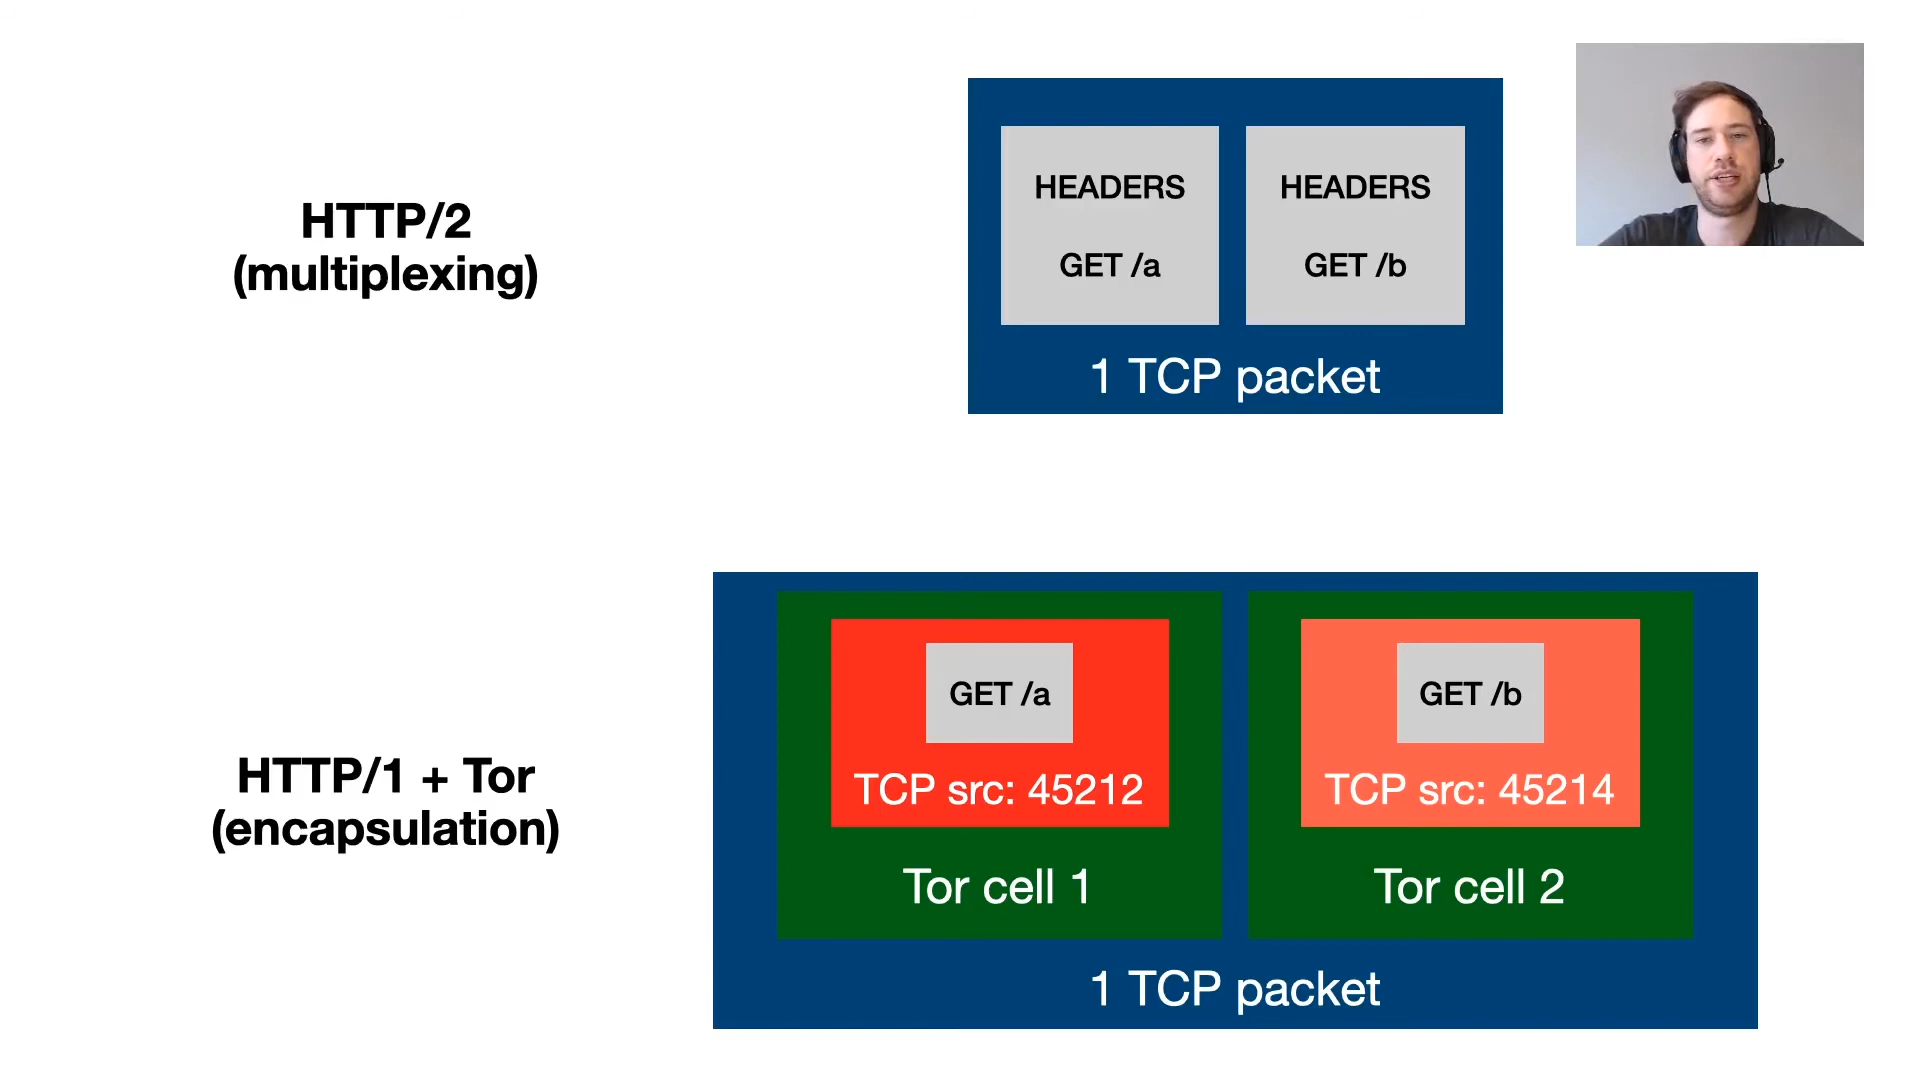 HTTP/2
(multiplexing)
HEADERS
GET /a
HEADERS
GET /b
1 TCP packet
HTTP/1 + Tor
(encapsulation)
GET /a
TCP src: 45212
Tor cell 1
GET /b
TCP src: 45214
Tor cell 2
1 TCP packet